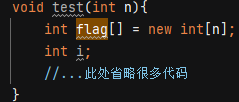 void test(int n){
int flag[] = new int[n];
int i;
//...此处省略很多代码
}